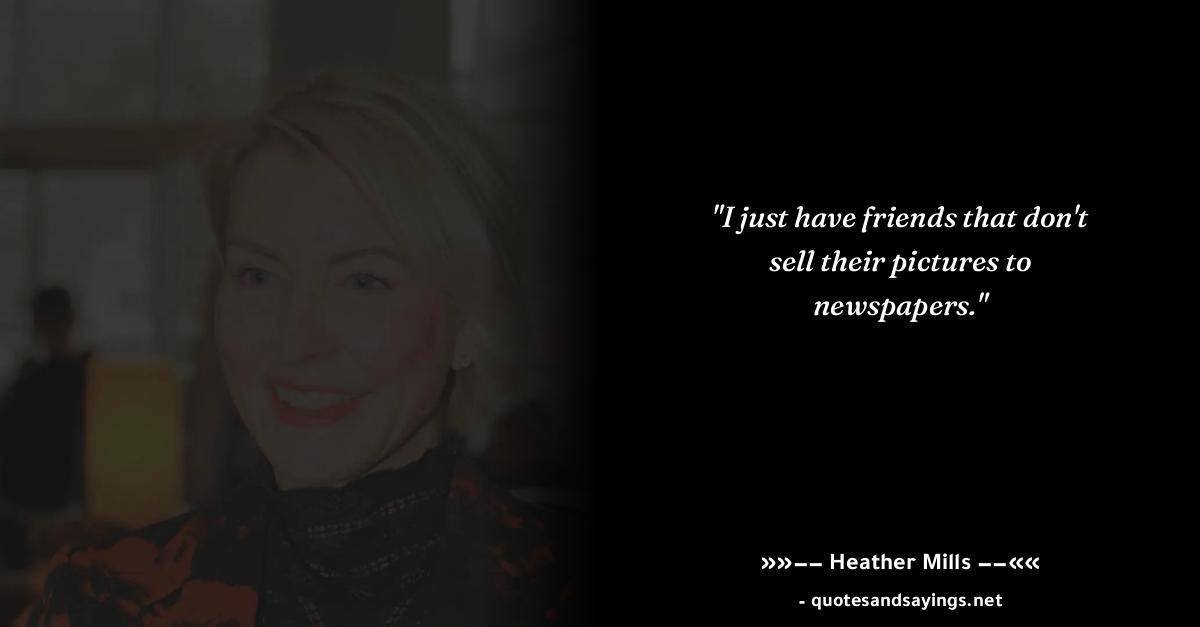 "I just have friends that don't
sell their pictures to
newspapers."
»»−− Heather Mills −−««
- quotesandsayings.net